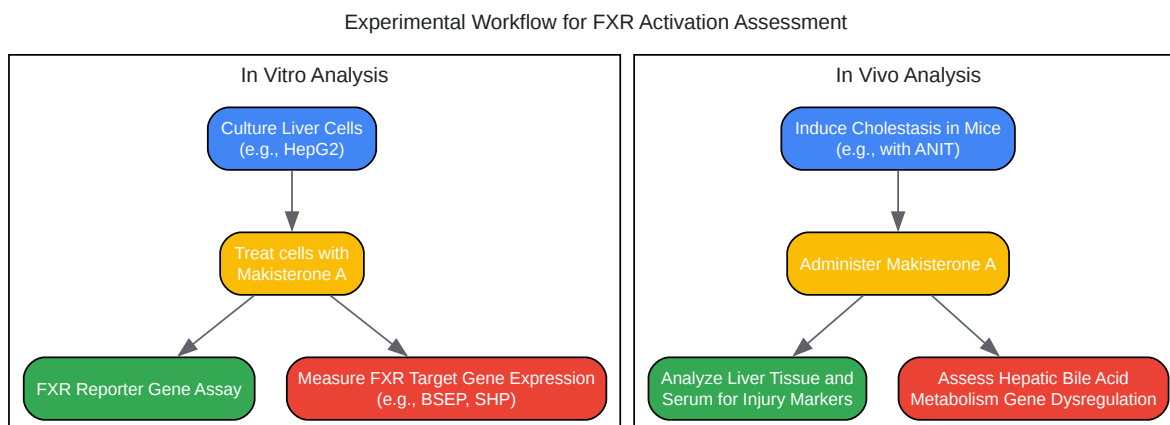 Experimental Workflow for FXR Activation Assessment
In Vitro Analysis
Culture Liver Cells
(e.g., HepG2)
Treat cells with
Makisterone A
FXR Reporter Gene Assay
Measure FXR Target Gene Expression
(e.g., BSEP, SHP)
In Vivo Analysis
Induce Cholestasis in Mice
(e.g., with ANIT)
Administer Makisterone A
Analyze Liver Tissue and
Serum for Injury Markers
Assess Hepatic Bile Acid
Metabolism Gene Dysregulation